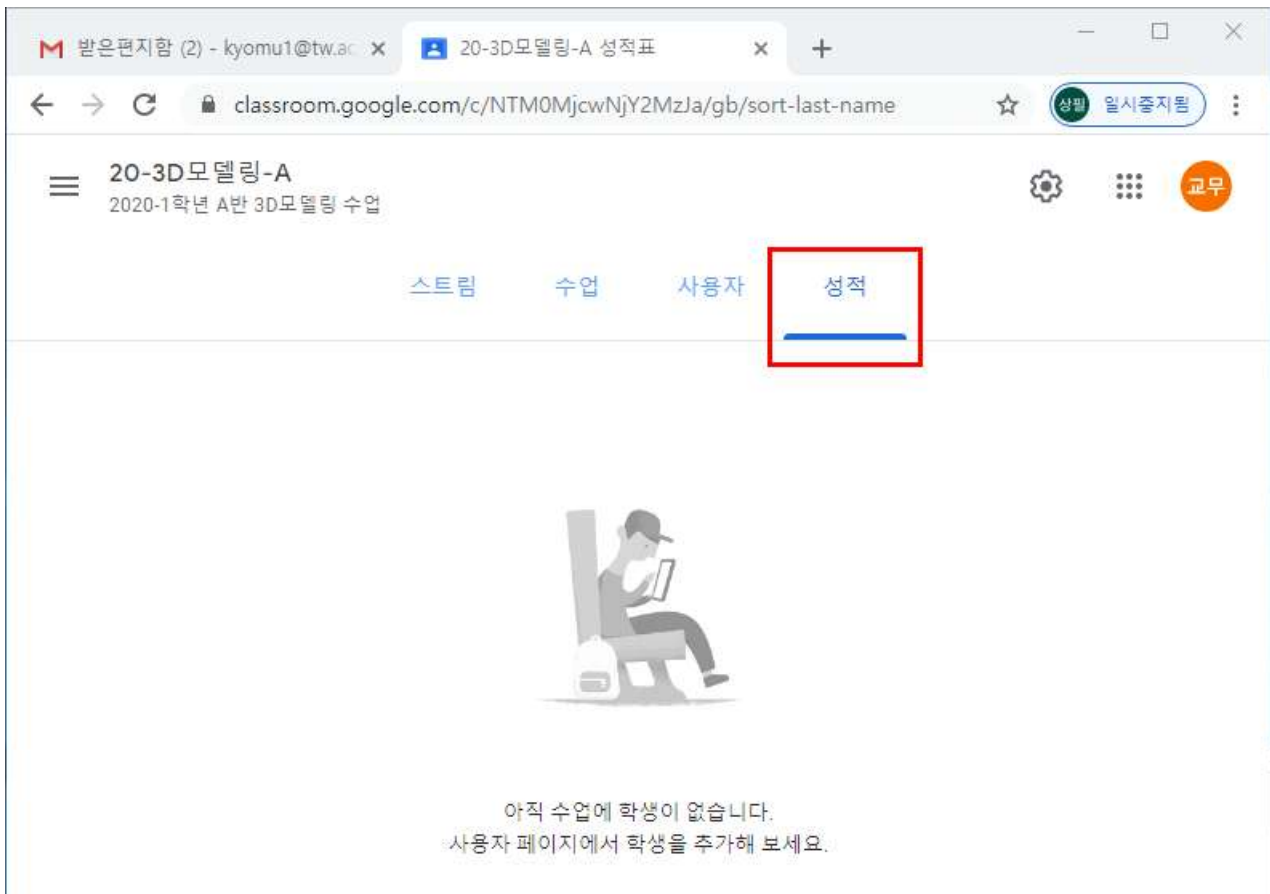 받은편지함 (2) - kyomu1@tw.ac
20-3D모델링-A 성적표
classroom.google.com/c/NTM0MjcwNjY2MzJa/gb/sort-last-name
상필 일시중지됨
20-3D모델링-A
2020-1학년 A반 3D모델링 수업
교무
스트림 수업 사용자 성적
아직 수업에 학생이 없습니다.
사용자 페이지에서 학생을 추가해 보세요.